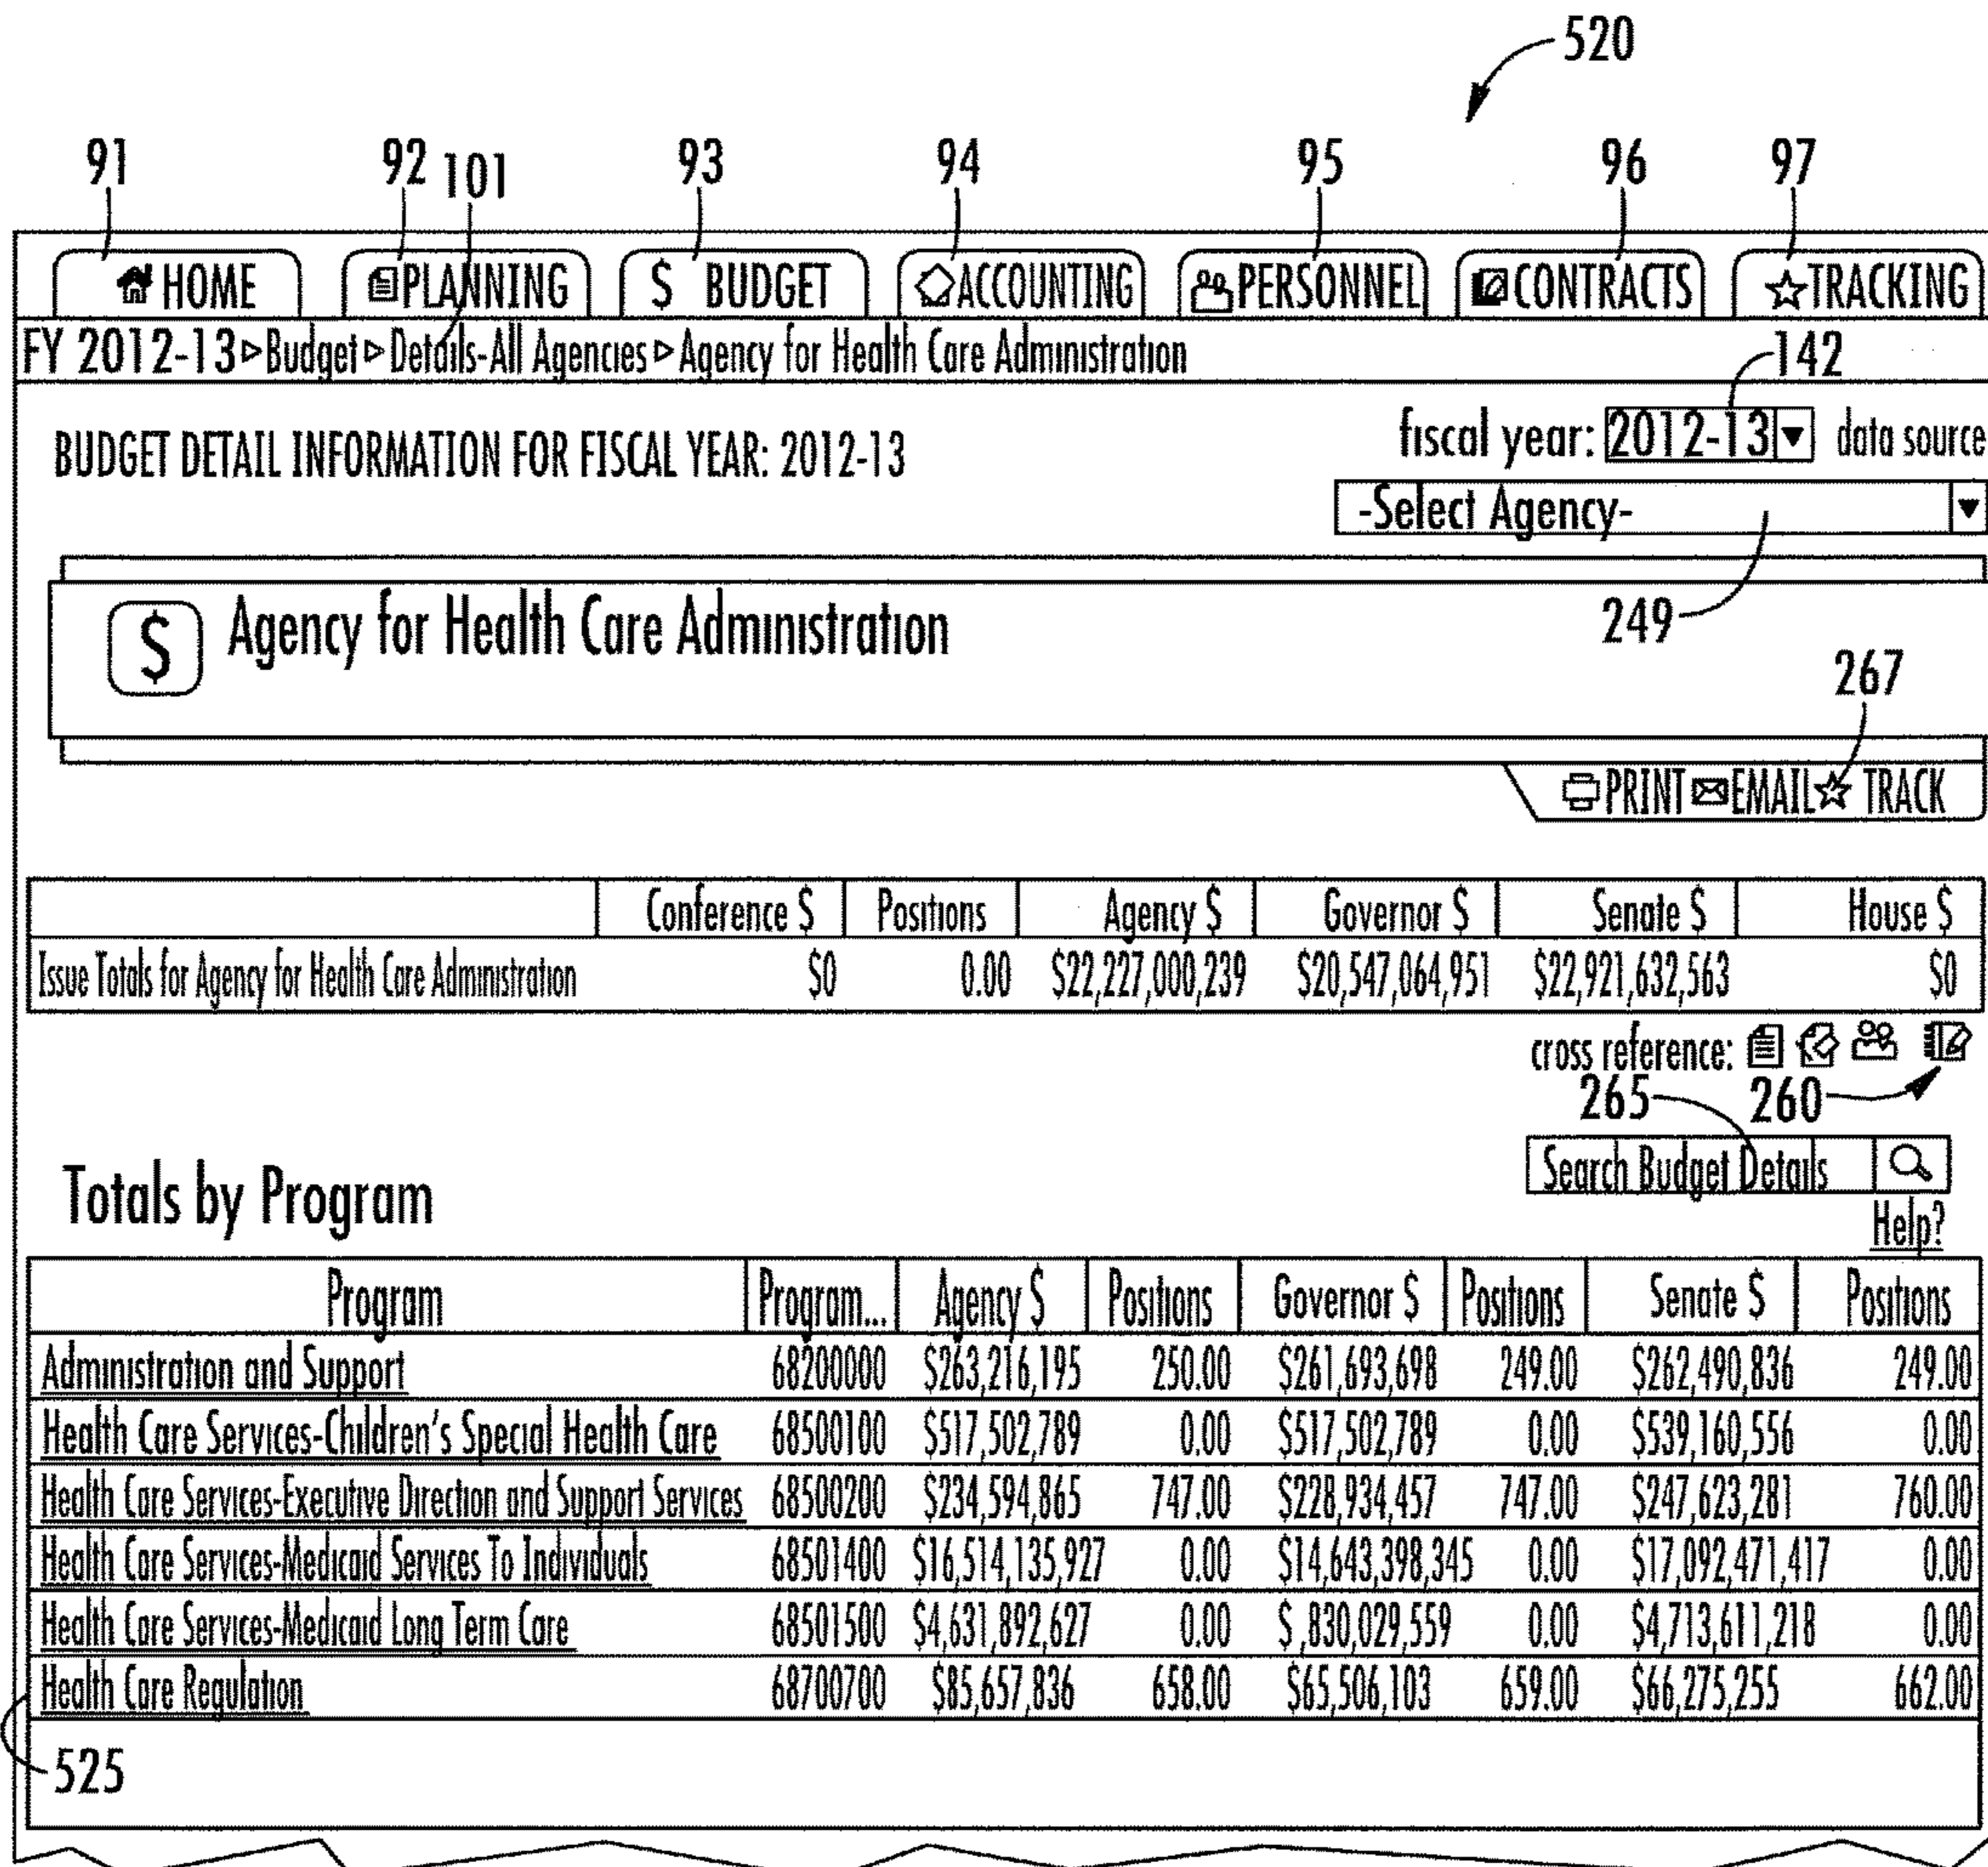 520
91 92 101 93 94 95 96 97
HOME PLANNING $ BUDGET ACCOUNTING PERSONNEL CONTRACTS TRACKING
FY 2012-13 ▷ Budget ▷ Details-All Agencies ▷ Agency for Health Care Administration
142
BUDGET DETAIL INFORMATION FOR FISCAL YEAR: 2012-13
fiscal year: 2012-13 ▼ data source
-Select Agency- ▼
$ Agency for Health Care Administration
249
267
PRINT EMAIL TRACK
Conference $ Positions Agency $ Governor $ Senate $ House $
Issue Totals for Agency for Health Care Administration $0 0.00 $22,227,000,239 $20,547,064,951 $22,921,632,563 $0
cross reference:
265 260
Search Budget Details
Totals by Program
Help?
Program Program... Agency $ Positions Governor $ Positions Senate $ Positions
Administration and Support 68200000 $263,216,195 250.00 $261,693,698 249.00 $262,490,836 249.00
Health Care Services-Children's Special Health Care 68500100 $517,502,789 0.00 $517,502,789 0.00 $539,160,556 0.00
Health Care Services-Executive Direction and Support Services 68500200 $234,594,865 747.00 $228,934,457 747.00 $247,623,281 760.00
Health Care Services-Medicaid Services To Individuals 68501400 $16,514,135,927 0.00 $14,643,398,345 0.00 $17,092,471,417 0.00
Health Care Services-Medicaid Long Term Care 68501500 $4,631,892,627 0.00 $ ,830,029,559 0.00 $4,713,611,218 0.00
Health Care Regulation 68700700 $85,657,836 658.00 $65,506,103 659.00 $66,275,255 662.00
525